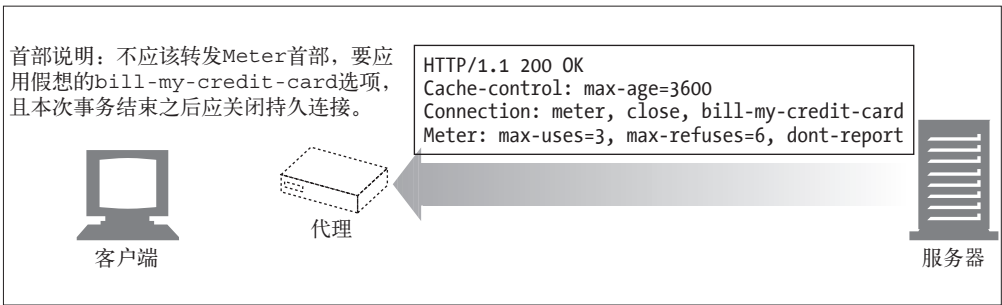 首部说明：不应该转发Meter首部，要应
用假想的bill-my-credit-card选项，
且本次事务结束之后应关闭持久连接。
HTTP/1.1 200 OK
Cache-control: max-age=3600
Connection: meter, close, bill-my-credit-card
Meter: max-uses=3, max-refuses=6, dont-report
代理
客户端
服务器